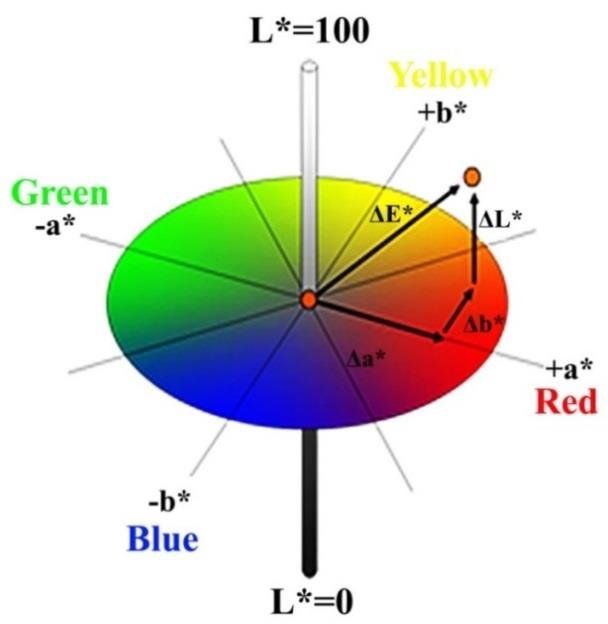 L*=100
Yellow
+b*
Green
-a*
ΔE*
ΔL*
Δb*
Δa*
+a*
Red
-b*
Blue
L*=0